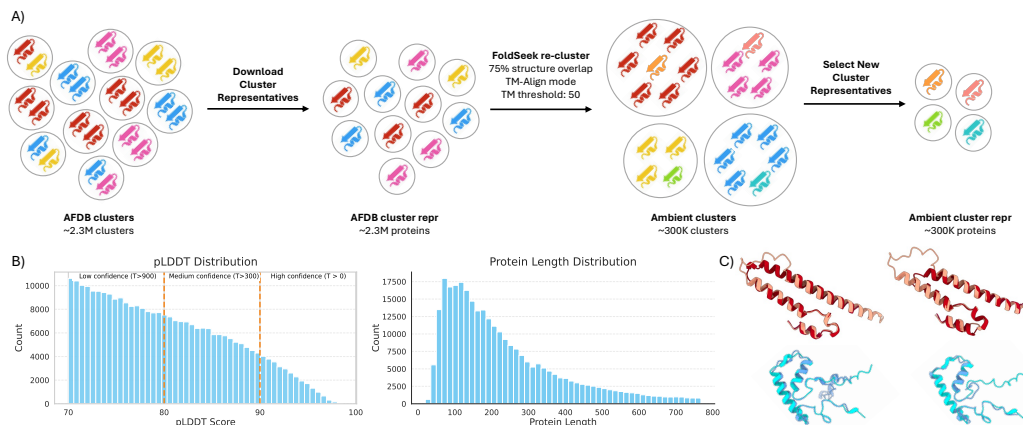 A)
Download
Cluster
Representatives
FoldSeek re-cluster
75% structure overlap
TM-Align mode
TM threshold: 50
Select New
Cluster
Representatives
AFDB clusters
~2.3M clusters
AFDB cluster repr
~2.3M proteins
Ambient clusters
~300K clusters
Ambient cluster repr
~300K proteins
B)
pLDDT Distribution
Low confidence (T>900)
Medium confidence (T>300)
High confidence (T > 0)
10000
8000
6000
4000
2000
0
Count
70
80
90
100
pLDDT Score
Protein Length Distribution
17500
15000
12500
10000
7500
5000
2500
0
Count
0
100
200
300
400
500
600
700
800
Protein Length
C)